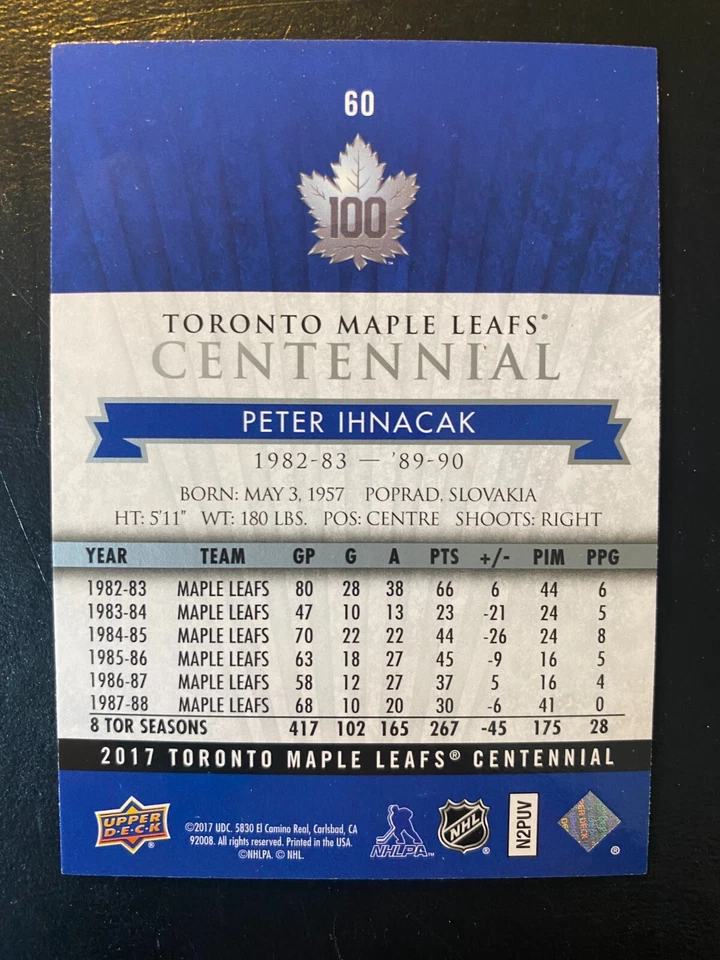 60
100
TORONTO MAPLE LEAFS®
CENTENNIAL
PETER IHNACAK
1982-83 — '89-90
BORN: MAY 3, 1957 POPRAD, SLOVAKIA
HT: 5'11" WT: 180 LBS. POS: CENTRE SHOOTS: RIGHT
YEAR TEAM GP G A PTS +/- PIM PPG
1982-83 MAPLE LEAFS 80 28 38 66 6 44 6
1983-84 MAPLE LEAFS 47 10 13 23 -21 24 5
1984-85 MAPLE LEAFS 70 22 22 44 -26 24 8
1985-86 MAPLE LEAFS 63 18 27 45 -9 16 5
1986-87 MAPLE LEAFS 58 12 27 37 5 16 4
1987-88 MAPLE LEAFS 68 10 20 30 -6 41 0
8 TOR SEASONS 417 102 165 267 -45 175 28
2017 TORONTO MAPLE LEAFS® CENTENNIAL
UPPER
D·E·C·K
®
©2017 UDC. 5830 El Camino Real, Carlsbad, CA
92008. All rights reserved. Printed in the USA.
©NHLPA. © NHL.
NHLPA™
NHL
®
N2PUV
®